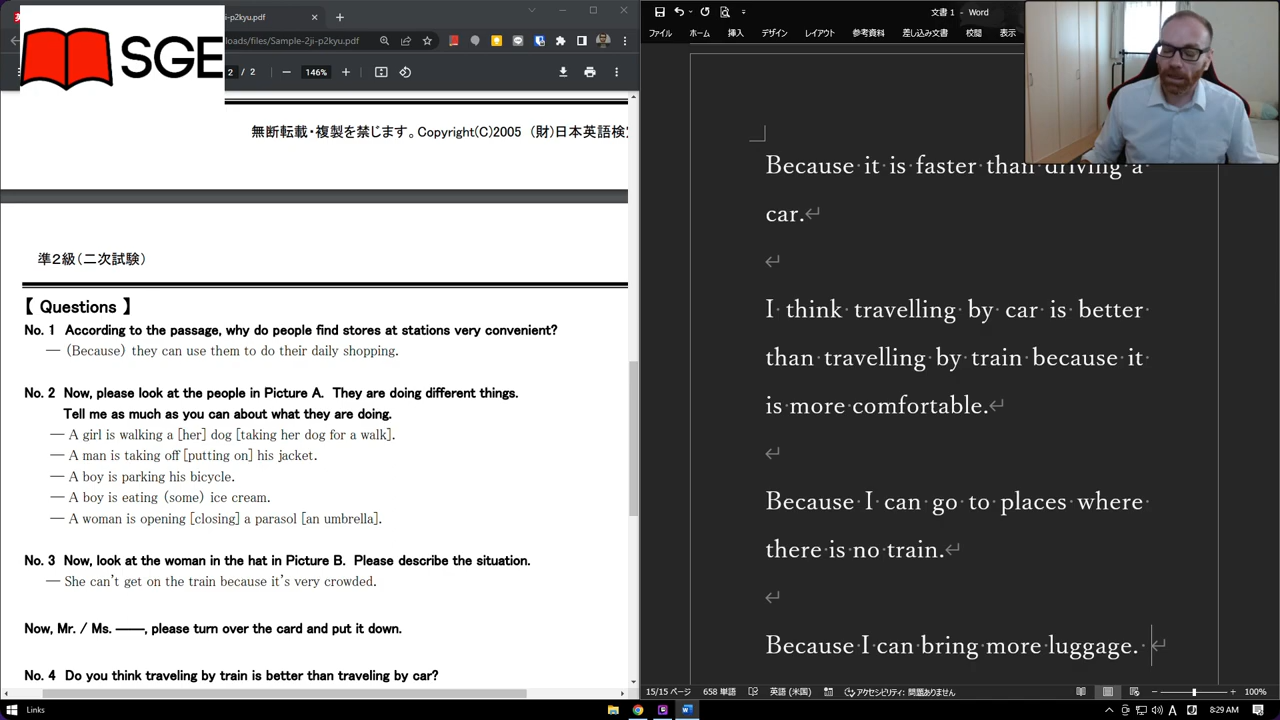 ji-p2kyu.pdf
oads/files/Sample-2ji-p2kyu.pdf
SGE
2 / 2
146%
無断転載・複製を禁じます。Copyright(C)2005 (財)日本英語検
準2級(二次試験)
【 Questions 】
No. 1 According to the passage, why do people find stores at stations very convenient?
― (Because) they can use them to do their daily shopping.
No. 2 Now, please look at the people in Picture A. They are doing different things.
Tell me as much as you can about what they are doing.
― A girl is walking a [her] dog [taking her dog for a walk].
― A man is taking off [putting on] his jacket.
― A boy is parking his bicycle.
― A boy is eating (some) ice cream.
― A woman is opening [closing] a parasol [an umbrella].
No. 3 Now, look at the woman in the hat in Picture B. Please describe the situation.
― She can't get on the train because it's very crowded.
Now, Mr. / Ms. ――, please turn over the card and put it down.
No. 4 Do you think traveling by train is better than traveling by car?
文書 1 - Word
ファイル ホーム 挿入 デザイン レイアウト 参考資料 差し込み文書 校閲 表示
Because it is faster than driving a
car.
I think travelling by car is better
than travelling by train because it
is more comfortable.
Because I can go to places where
there is no train.
Because I can bring more luggage.
15/15 ページ 658 単語 英語 (米国) アクセシビリティ: 問題ありません 100%
Links
A 8:29 AM